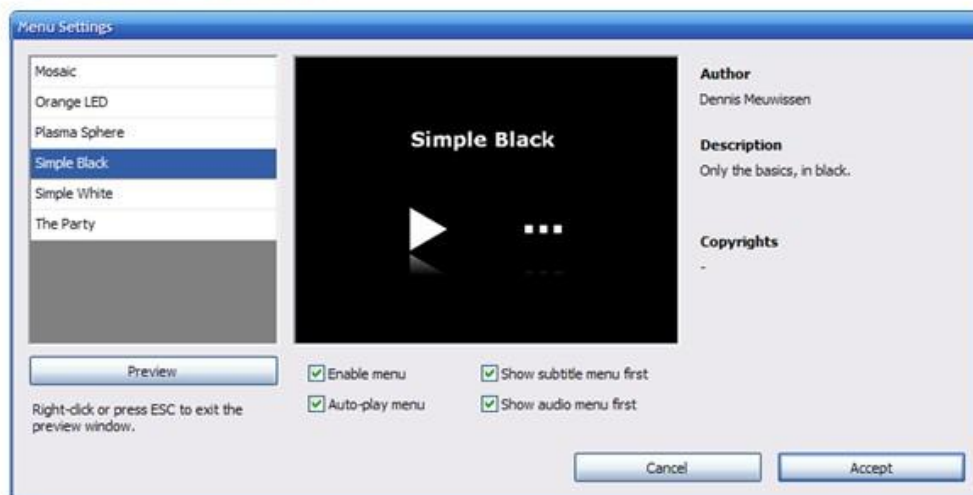 Menu Settings
Mosaic
Orange LED
Plasma Sphere
Simple Black
Simple White
The Party
Simple Black
Author
Dennis Meuwissen
Description
Only the basics, in black.
Copyrights
-
Preview
Right-click or press ESC to exit the
preview window.
Enable menu
Show subtitle menu first
Auto-play menu
Show audio menu first
Cancel
Accept